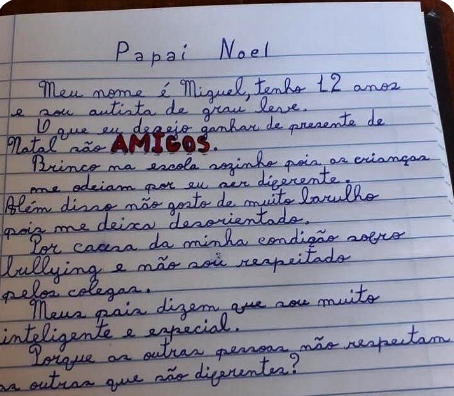 Papai Noel
Meu nome é Miguel, tenho 12 anos
e sou autista de grau leve.
O que eu desejo ganhar de presente de
Natal são AMIGOS.
Brinco na escola sozinho pois as crianças
me odeiam por eu ser diferente.
Além disso não gosto de muito barulho
pois me deixa desorientado.
Por causa da minha condição sofro
bullying e não sou respeitado
pelos colegas.
Meus pais dizem que sou muito
inteligente e especial.
Porque as outras pessoas não respeitam
as outras que são diferentes?